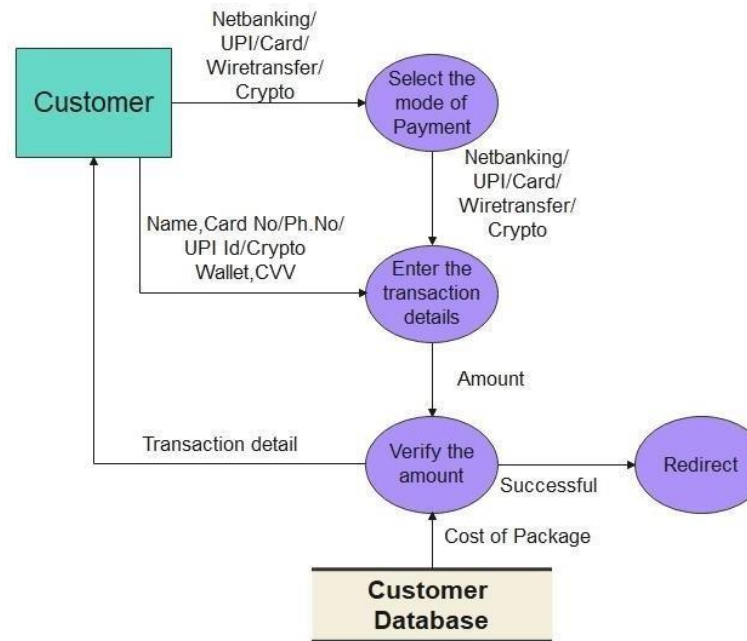 Netbanking/
UPI/Card/
Wiretransfer/
Crypto
Customer
Select the
mode of
Payment
Netbanking/
UPI/Card/
Wiretransfer/
Crypto
Name,Card No/Ph.No/
UPI Id/Crypto
Wallet,CVV
Enter the
transaction
details
Amount
Transaction detail
Verify the
amount
Successful
Redirect
Cost of Package
Customer
Database